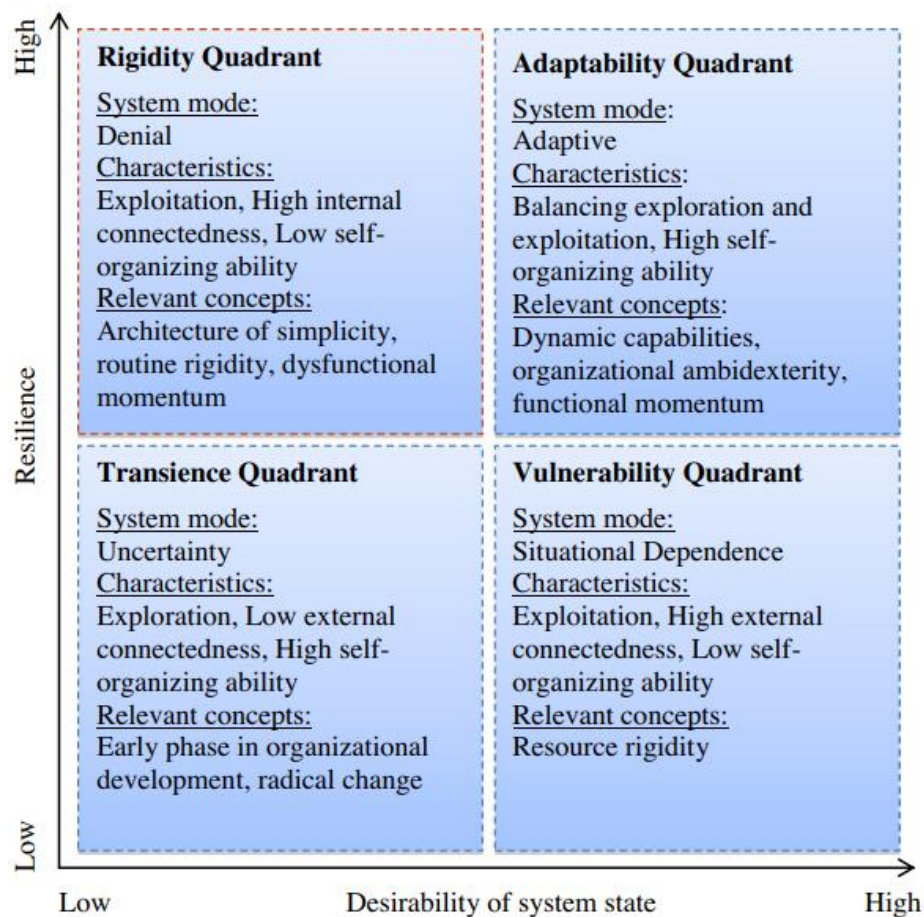 High
Resilience
Low
Rigidity Quadrant
System mode:
Denial
Characteristics:
Exploitation, High internal
connectedness, Low self-
organizing ability
Relevant concepts:
Architecture of simplicity,
routine rigidity, dysfunctional
momentum
Adaptability Quadrant
System mode:
Adaptive
Characteristics:
Balancing exploration and
exploitation, High self-
organizing ability
Relevant concepts:
Dynamic capabilities,
organizational ambidexterity,
functional momentum
Transience Quadrant
System mode:
Uncertainty
Characteristics:
Exploration, Low external
connectedness, High self-
organizing ability
Relevant concepts:
Early phase in organizational
development, radical change
Vulnerability Quadrant
System mode:
Situational Dependence
Characteristics:
Exploitation, High external
connectedness, Low self-
organizing ability
Relevant concepts:
Resource rigidity
Low
Desirability of system state
High